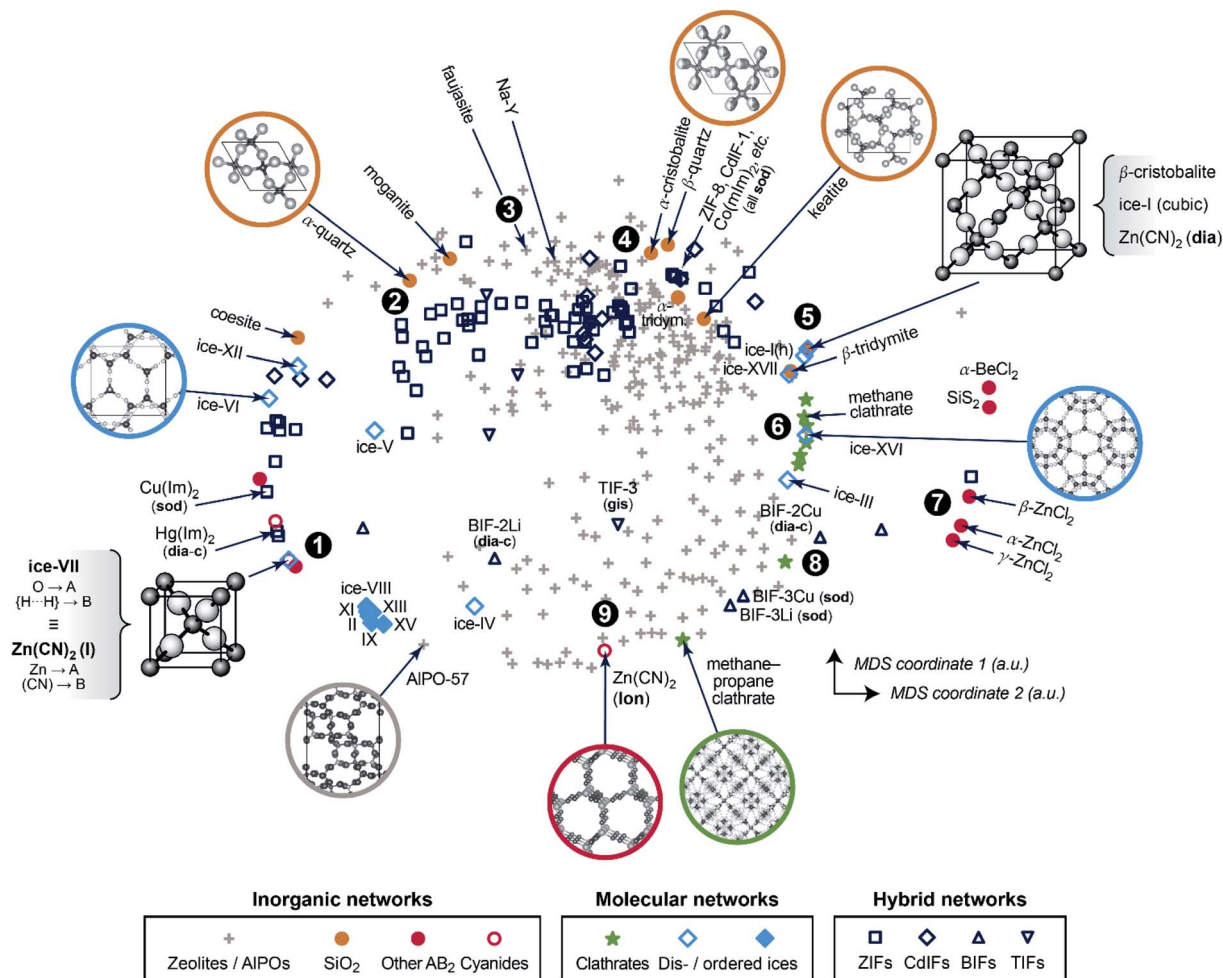 faujasite
Na-Y
3
moganite
α-quartz
2
4
α-cristobalite
β-quartz
ZIF-8, CdIF-1,
Co(mIm)₂, etc.
(all sod)
keatite
α-
tridym.
β-cristobalite
ice-I (cubic)
Zn(CN)₂ (dia)
coesite
ice-XII
ice-VI
ice-V
5
ice-I(h)
ice-XVII
β-tridymite
α-BeCl₂
SiS₂
methane
clathrate
6
ice-XVI
ice-III
Cu(Im)₂
(sod)
Hg(Im)₂
(dia-c)
1
TIF-3
(gis)
BIF-2Li
(dia-c)
BIF-2Cu
(dia-c)
7
β-ZnCl₂
α-ZnCl₂
γ-ZnCl₂
8
ice-VII
O → A
{H···H} → B
≡
Zn(CN)₂ (I)
Zn → A
(CN) → B
ice-VIII
XI
XIII
II
XV
IX
ice-IV
9
BIF-3Cu (sod)
BIF-3Li (sod)
AlPO-57
Zn(CN)₂
(lon)
methane–
propane
clathrate
MDS coordinate 1 (a.u.)
MDS coordinate 2 (a.u.)
Inorganic networks
Zeolites / AlPOs
SiO₂
Other AB₂
Cyanides
Molecular networks
Clathrates
Dis- / ordered ices
Hybrid networks
ZIFs
CdIFs
BIFs
TIFs